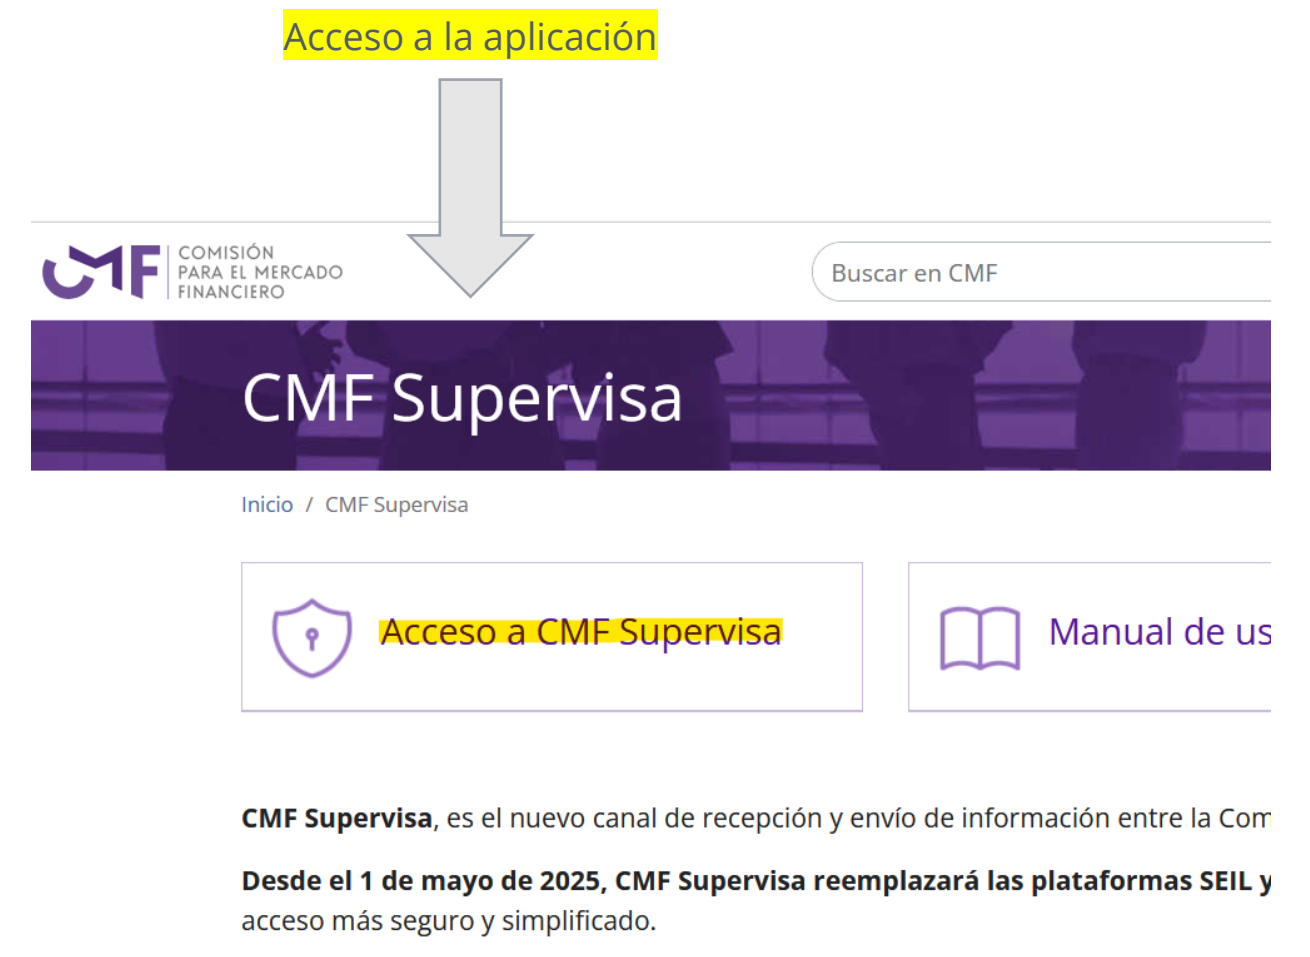 Acceso a la aplicación
CMF
COMISIÓN
PARA EL MERCADO
FINANCIERO
Buscar en CMF
CMF Supervisa
Inicio / CMF Supervisa
Acceso a CMF Supervisa
Manual de us
CMF Supervisa, es el nuevo canal de recepción y envío de información entre la Com
Desde el 1 de mayo de 2025, CMF Supervisa reemplazará las plataformas SEIL y
acceso más seguro y simplificado.